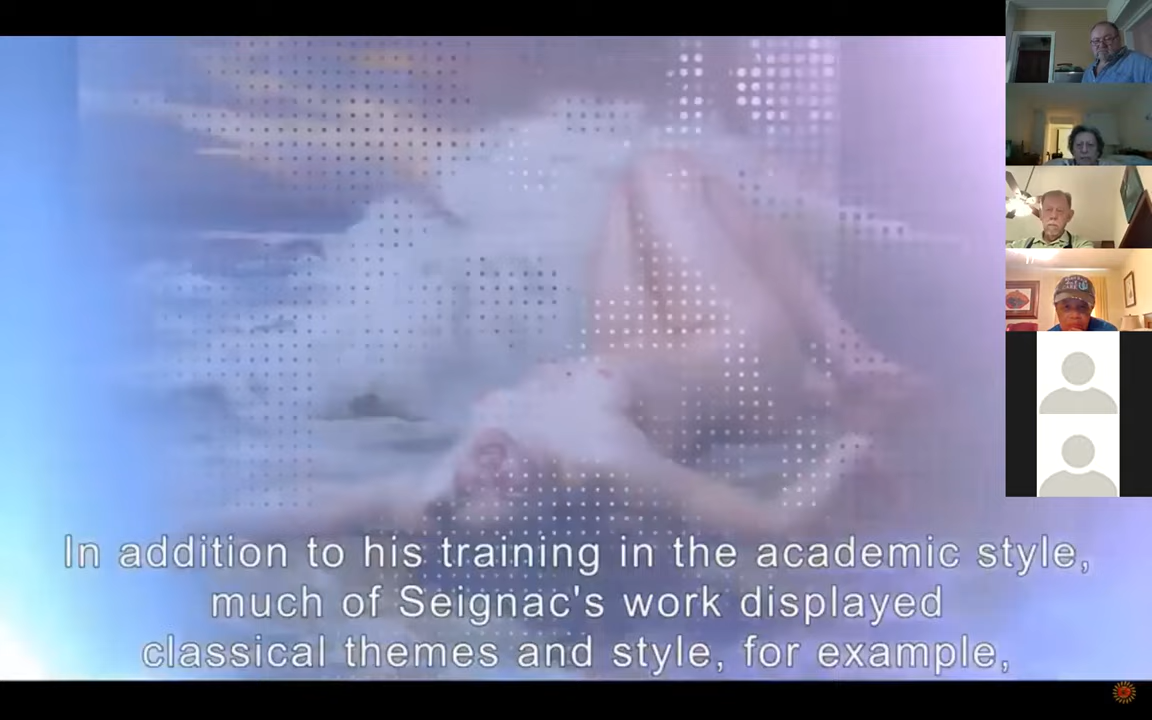 In addition to his training in the academic style,
much of Seignac's work displayed
classical themes and style, for example,